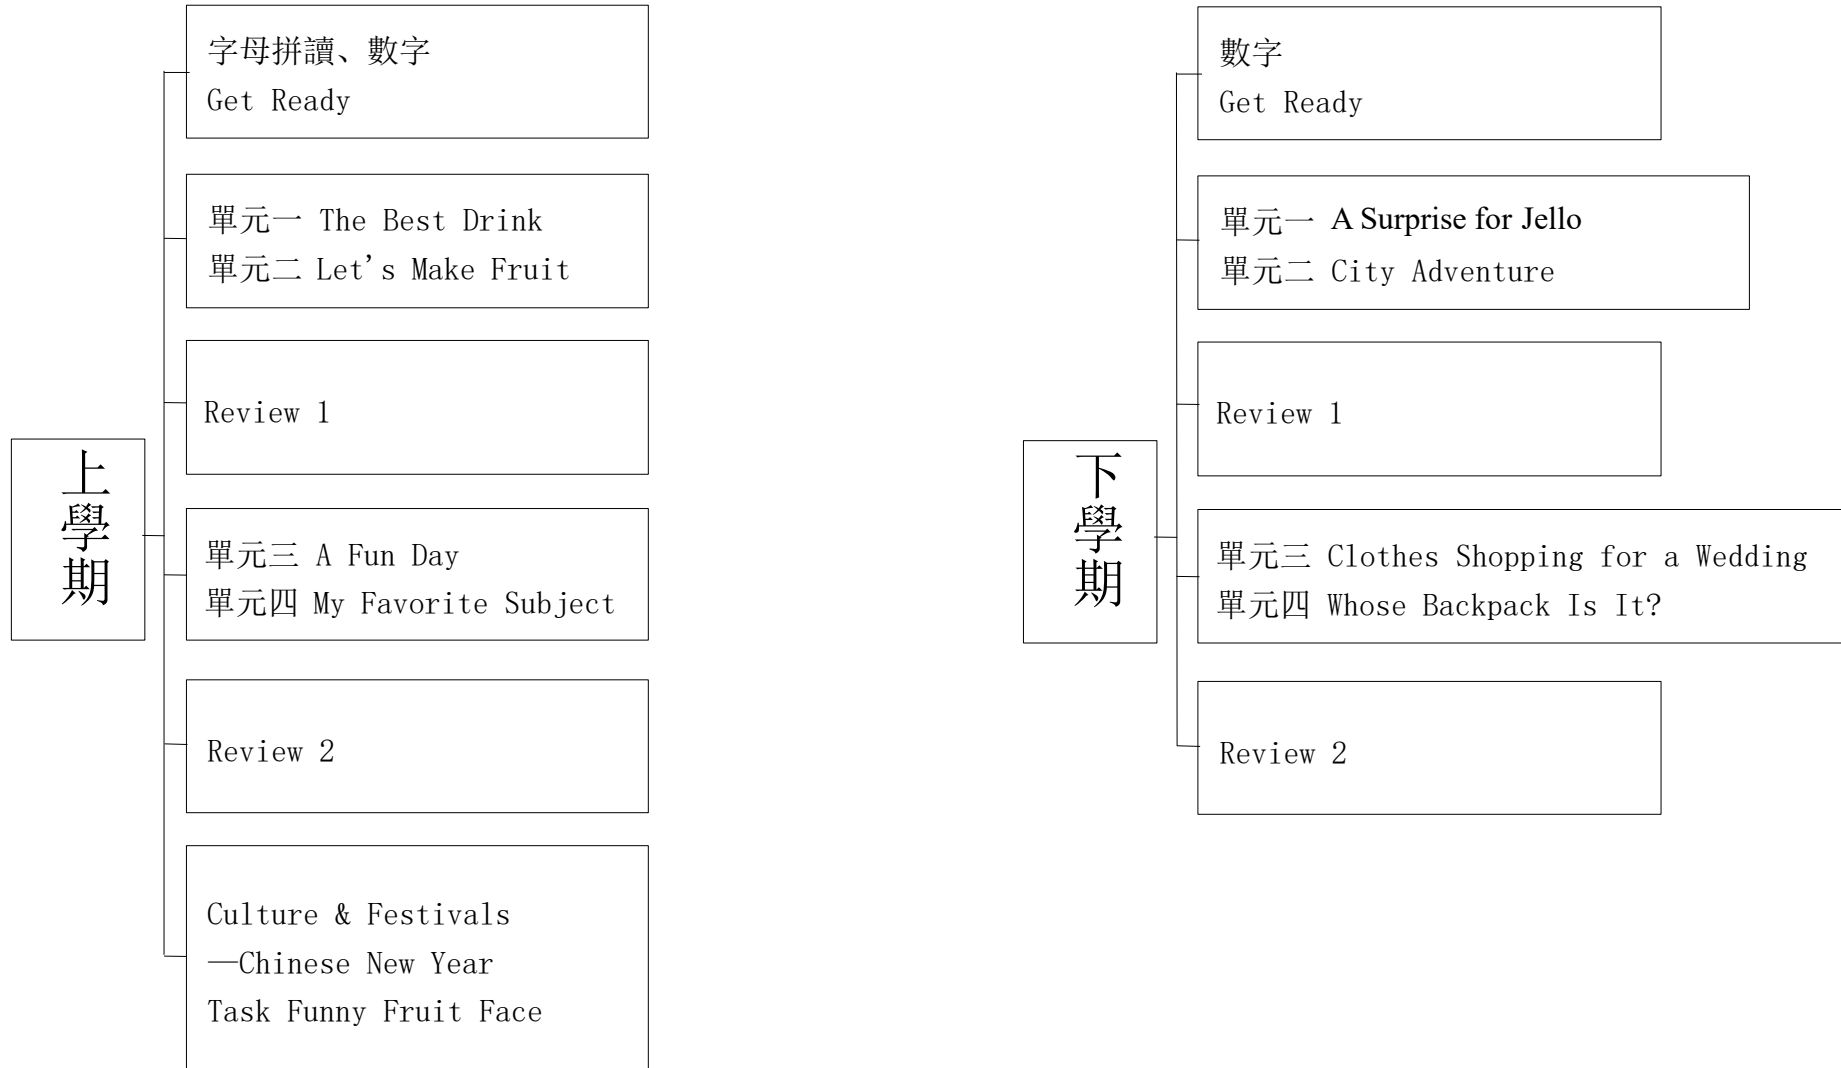 上學期
字母拼讀、數字
Get Ready
單元一 The Best Drink
單元二 Let's Make Fruit
Review 1
單元三 A Fun Day
單元四 My Favorite Subject
Review 2
Culture & Festivals
—Chinese New Year
Task Funny Fruit Face
下學期
數字
Get Ready
單元一 A Surprise for Jello
單元二 City Adventure
Review 1
單元三 Clothes Shopping for a Wedding
單元四 Whose Backpack Is It?
Review 2